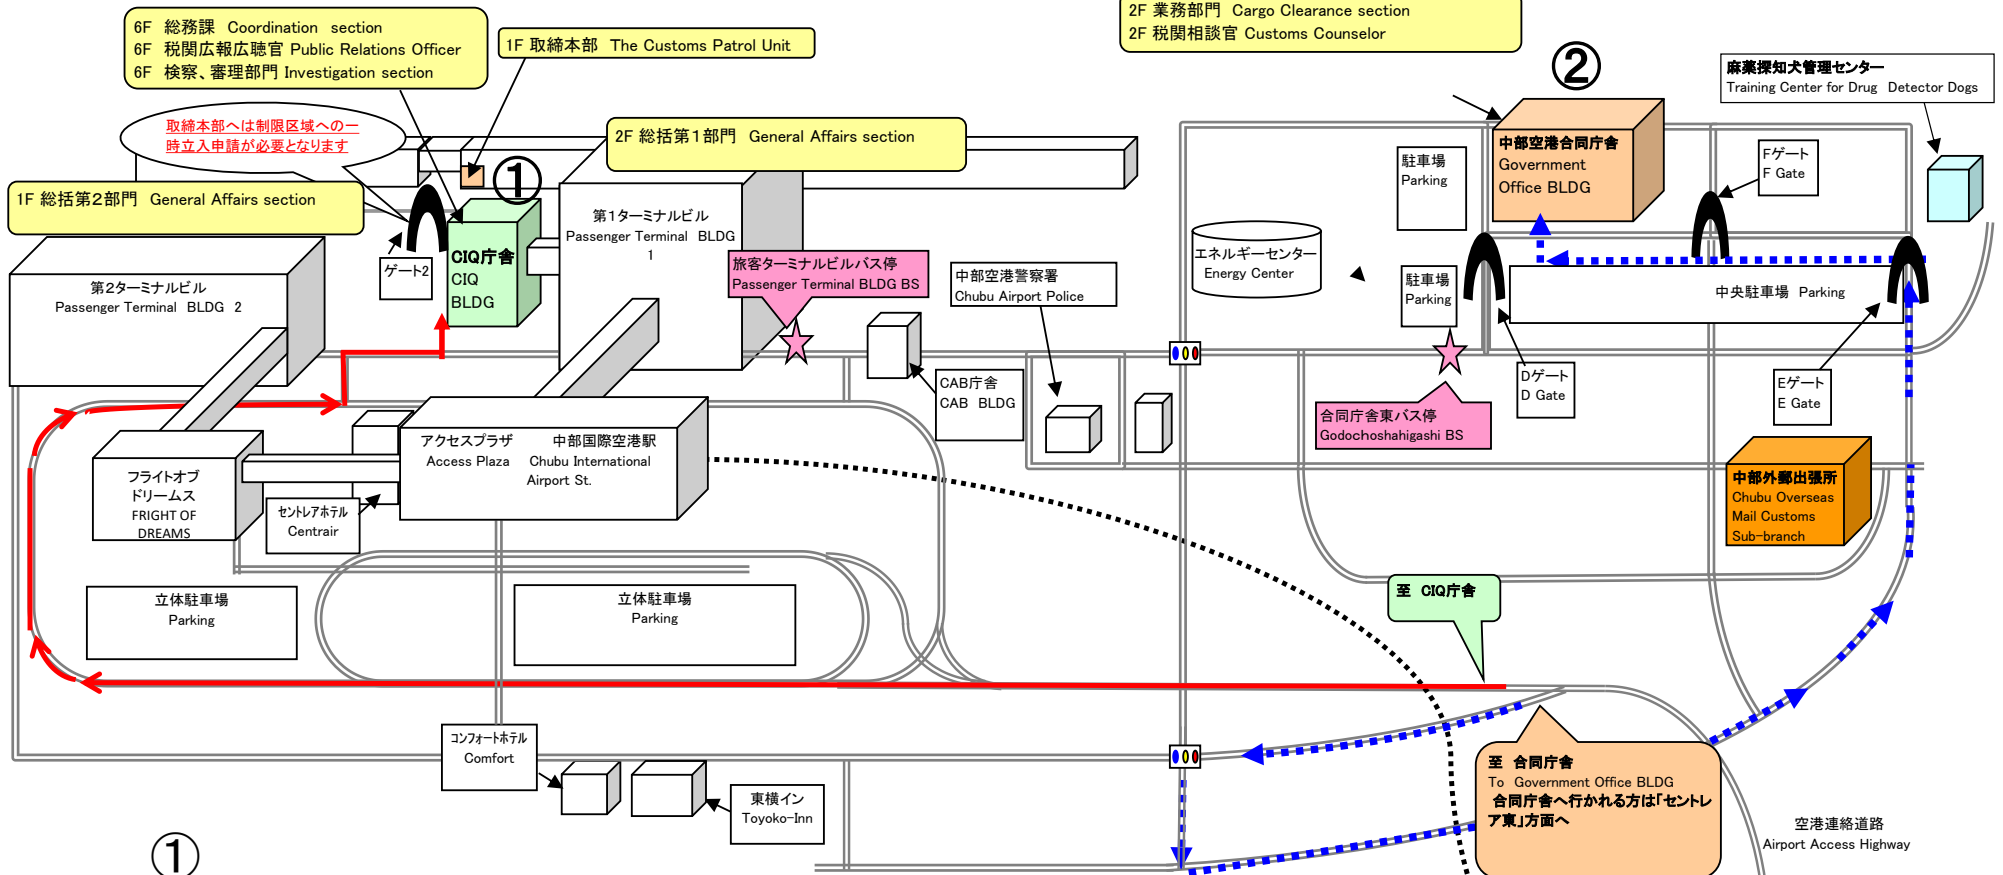 6F 総務課 Coordination section
6F 税関広報広聴官 Public Relations Officer
6F 検察、審理部門 Investigation section
1F 取締本部 The Customs Patrol Unit
2F 業務部門 Cargo Clearance section
2F 税関相談官 Customs Counselor
②
麻薬探知犬管理センター
Training Center for Drug Detector Dogs
取締本部へは制限区域への一
時立入申請が必要となります
2F 総括第1部門 General Affairs section
①
1F 総括第2部門 General Affairs section
中部空港合同庁舎
Government
Office BLDG
駐車場
Parking
Fゲート
F Gate
第1ターミナルビル
Passenger Terminal BLDG
1
CIQ庁舎
CIQ
BLDG
ゲート2
旅客ターミナルビルバス停
Passenger Terminal BLDG BS
中部空港警察署
Chubu Airport Police
エネルギーセンター
Energy Center
駐車場
Parking
中央駐車場 Parking
第2ターミナルビル
Passenger Terminal BLDG 2
CAB庁舎
CAB BLDG
Dゲート
D Gate
Eゲート
E Gate
合同庁舎東バス停
Godochoshahigashi BS
アクセスプラザ
Access Plaza
中部国際空港駅
Chubu International
Airport St.
フライトオブ
ドリームス
FRIGHT OF
DREAMS
セントレアホテル
Centrair
中部外郵出張所
Chubu Overseas
Mail Customs
Sub-branch
立体駐車場
Parking
立体駐車場
Parking
至 CIQ庁舎
コンフォートホテル
Comfort
東横イン
Toyoko-Inn
至 合同庁舎
To Government Office BLDG
合同庁舎へ行かれる方は「セントレ
ア東」方面へ
空港連絡道路
Airport Access Highway
①